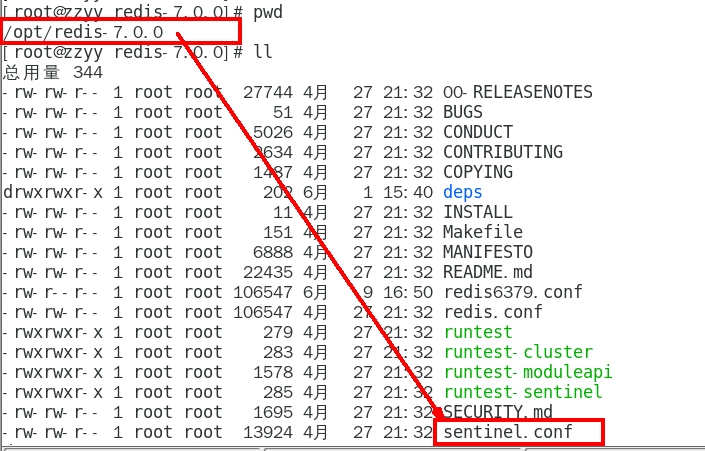 [root@zzyy redis-7.0.0]# pwd
/opt/redis-7.0.0
[root@zzyy redis-7.0.0]# ll
总用量 344
-rw-rw-r-- 1 root root 27744 4月 27 21:32 00-RELEASENOTES
-rw-rw-r-- 1 root root 51 4月 27 21:32 BUGS
-rw-rw-r-- 1 root root 5026 4月 27 21:32 CONDUCT
-rw-rw-r-- 1 root root 2634 4月 27 21:32 CONTRIBUTING
-rw-rw-r-- 1 root root 1487 4月 27 21:32 COPYING
drwxrwxr-x 1 root root 202 6月 1 15:40 deps
-rw-rw-r-- 1 root root 11 4月 27 21:32 INSTALL
-rw-rw-r-- 1 root root 151 4月 27 21:32 Makefile
-rw-rw-r-- 1 root root 6888 4月 27 21:32 MANIFESTO
-rw-rw-r-- 1 root root 22435 4月 27 21:32 README.md
-rw-r--r-- 1 root root 106547 6月 9 16:50 redis6379.conf
-rw-rw-r-- 1 root root 106547 4月 27 21:32 redis.conf
-rwxrwxr-x 1 root root 279 4月 27 21:32 runtest
-rwxrwxr-x 1 root root 283 4月 27 21:32 runtest-cluster
-rwxrwxr-x 1 root root 1578 4月 27 21:32 runtest-moduleapi
-rwxrwxr-x 1 root root 285 4月 27 21:32 runtest-sentinel
-rw-rw-r-- 1 root root 1695 4月 27 21:32 SECURITY.md
-rw-rw-r-- 1 root root 13924 4月 27 21:32 sentinel.conf